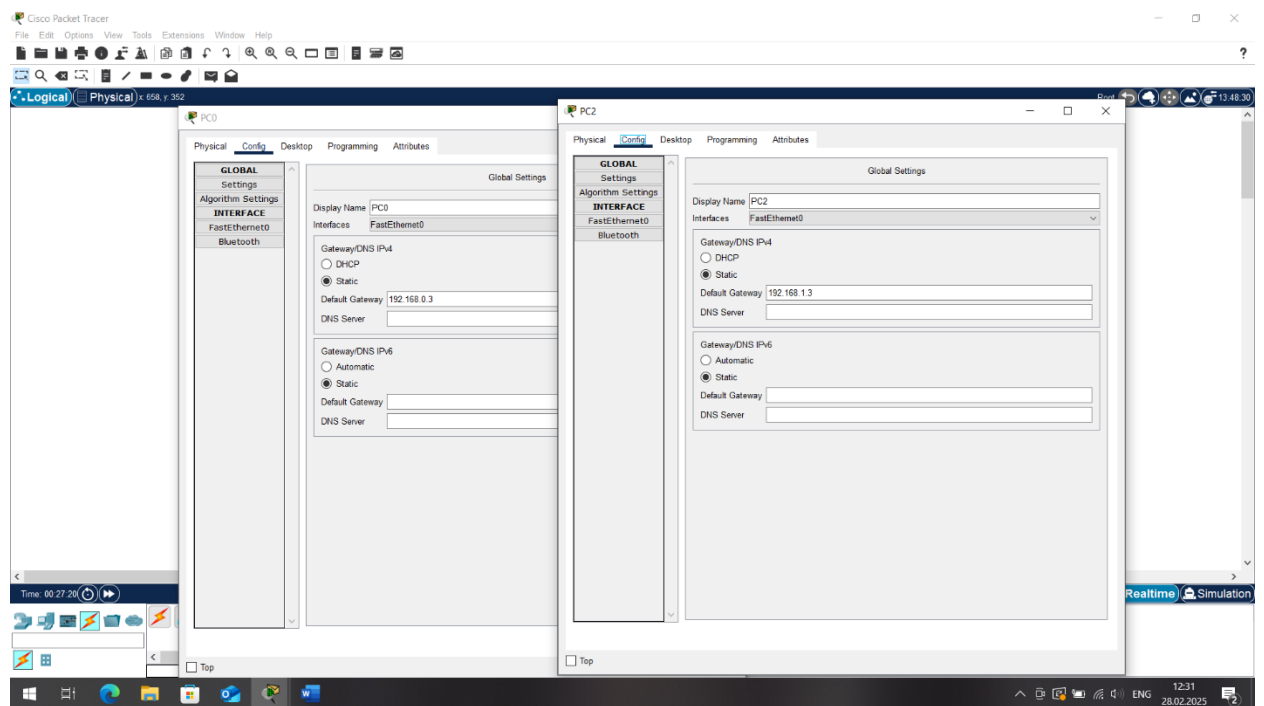 Cisco Packet Tracer
File Edit Options View Tools Extensions Window Help
?
Logical Physical x: 658, y: 352
Root 13:48:30
PC0
Physical Config Desktop Programming Attributes
GLOBAL
Settings
Algorithm Settings
INTERFACE
FastEthernet0
Bluetooth
Global Settings
Display Name PC0
Interfaces FastEthernet0
Gateway/DNS IPv4
DHCP
Static
Default Gateway 192.168.0.3
DNS Server
Gateway/DNS IPv6
Automatic
Static
Default Gateway
DNS Server
Top
PC2
Physical Config Desktop Programming Attributes
GLOBAL
Settings
Algorithm Settings
INTERFACE
FastEthernet0
Bluetooth
Global Settings
Display Name PC2
Interfaces FastEthernet0
Gateway/DNS IPv4
DHCP
Static
Default Gateway 192.168.1.3
DNS Server
Gateway/DNS IPv6
Automatic
Static
Default Gateway
DNS Server
Top
Time: 00:27:20
Realtime Simulation
ENG
12:31
28.02.2025
2